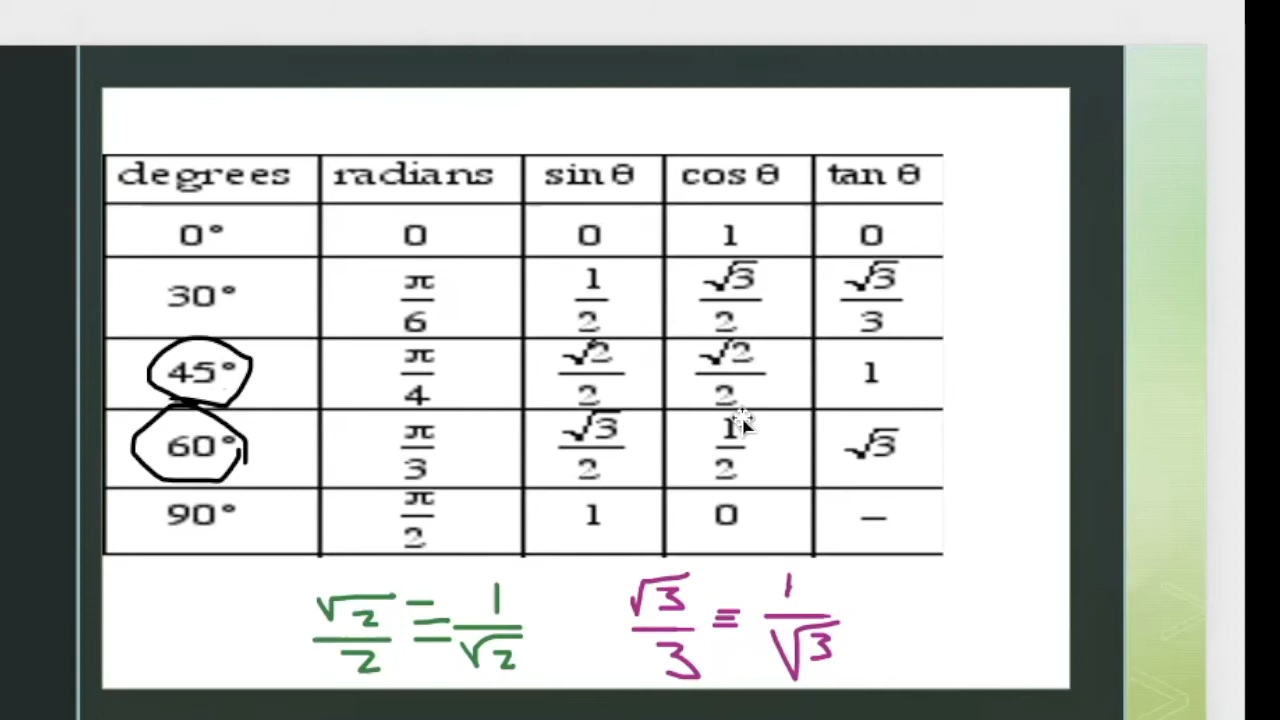 degrees radians sin θ cos θ tan θ
0° 0 0 1 0
30° π/6 1/2 √3/2 √3/3
45° π/4 √2/2 √2/2 1
60° π/3 √3/2 1/2 √3
90° π/2 1 0 –
√2/2 = 1/√2 √3/3 ≡ 1/√3